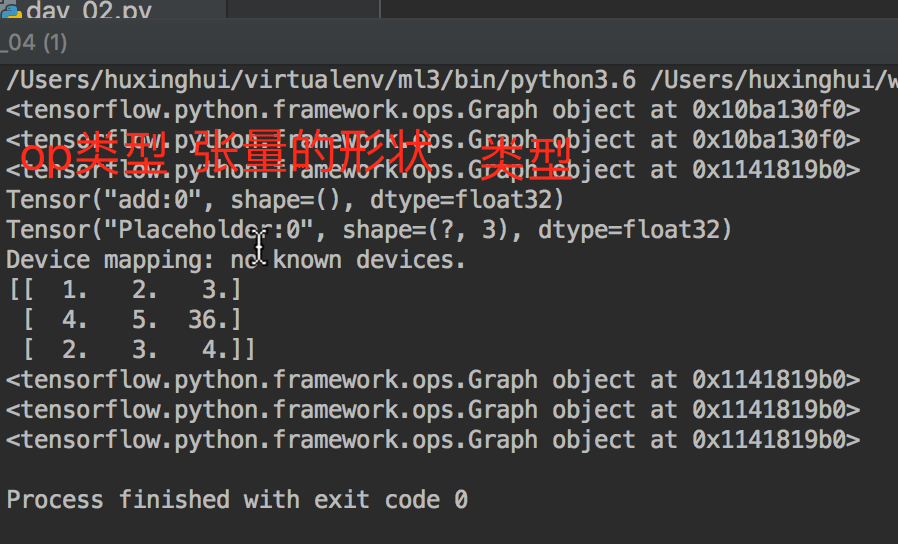 day_02.py
_04 (1)
/Users/huxinghui/virtualenv/ml3/bin/python3.6 /Users/huxinghui/w
<tensorflow.python.framework.ops.Graph object at 0x10ba130f0>
<tensorflow.python.framework.ops.Graph object at 0x10ba130f0>
op类型 张量的形状 类型
<tensorflow.python.framework.ops.Graph object at 0x1141819b0>
Tensor("add:0", shape=(), dtype=float32)
Tensor("Placeholder:0", shape=(?, 3), dtype=float32)
Device mapping: no known devices.
[[  1.   2.   3.]
 [  4.   5.  36.]
 [  2.   3.   4.]]
<tensorflow.python.framework.ops.Graph object at 0x1141819b0>
<tensorflow.python.framework.ops.Graph object at 0x1141819b0>
<tensorflow.python.framework.ops.Graph object at 0x1141819b0>
Process finished with exit code 0